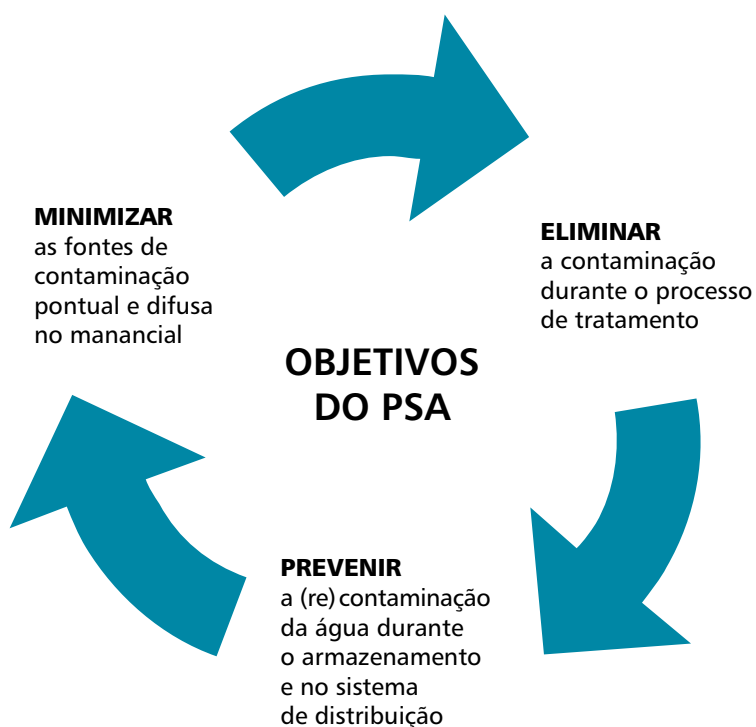 MINIMIZAR
as fontes de
contaminação
pontual e difusa
no manancial
ELIMINAR
a contaminação
durante o processo
de tratamento
OBJETIVOS
DO PSA
PREVENIR
a (re) contaminação
da água durante
o armazenamento
e no sistema
de distribuição